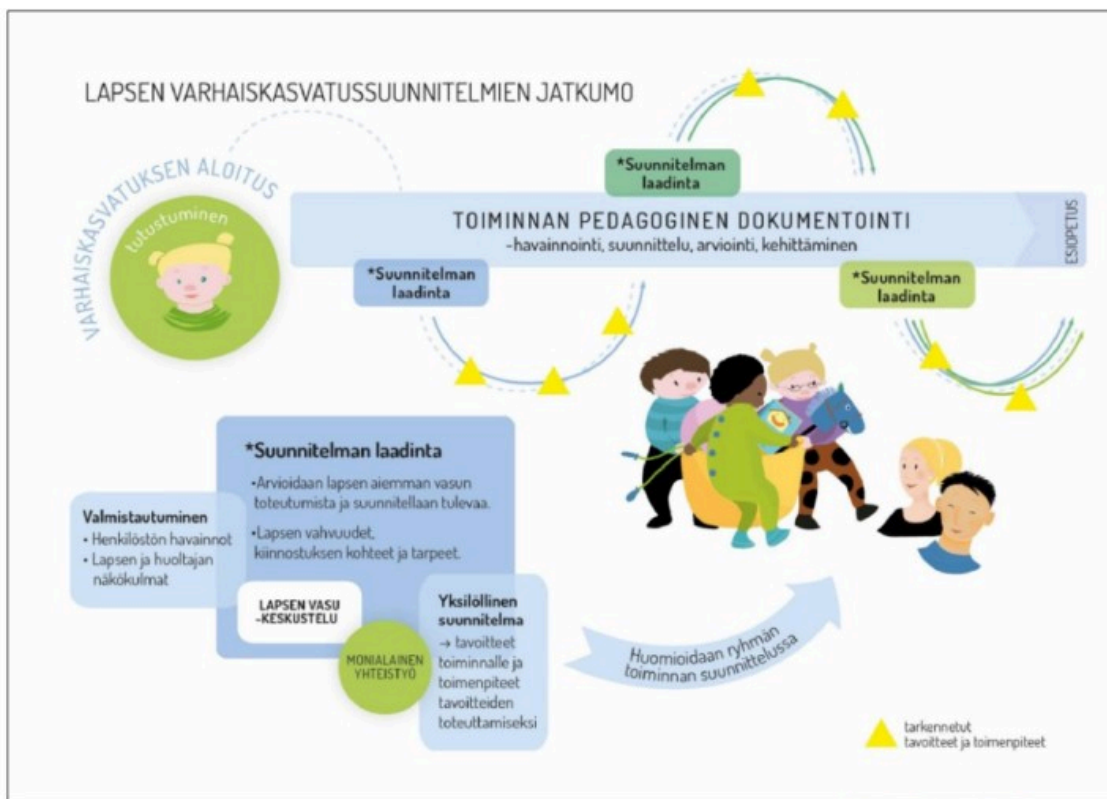 LAPSEN VARHAISKASVATUSSUUNNITELMIEN JATKUMO
VARHAISKASVATUKSEN ALOITUS
tutustuminen
*Suunnitelman
laadinta
TOIMINNAN PEDAGOGINEN DOKUMENTOINTI
-havainnointi, suunnittelu, arviointi, kehittäminen
ESIOPETUS
*Suunnitelman
laadinta
*Suunnitelman
laadinta
*Suunnitelman laadinta
•Arvioidaan lapsen aiemman vasun
toteutumista ja suunnitellaan tulevaa.
•Lapsen vahvuudet,
kiinnostuksen kohteet ja tarpeet.
Valmistautuminen
• Henkilöstön havainnot
• Lapsen ja huoltajan
näkökulmat
LAPSEN VASU
-KESKUSTELU
MONIALAINEN
YHTEISTYÖ
Yksilöllinen
suunnitelma
→ tavoitteet
toiminnalle ja
toimenpiteet
tavoitteiden
toteuttamiseksi
Huomioidaan ryhmän
toiminnan suunnittelussa
tarkennetut
tavoitteet ja toimenpiteet